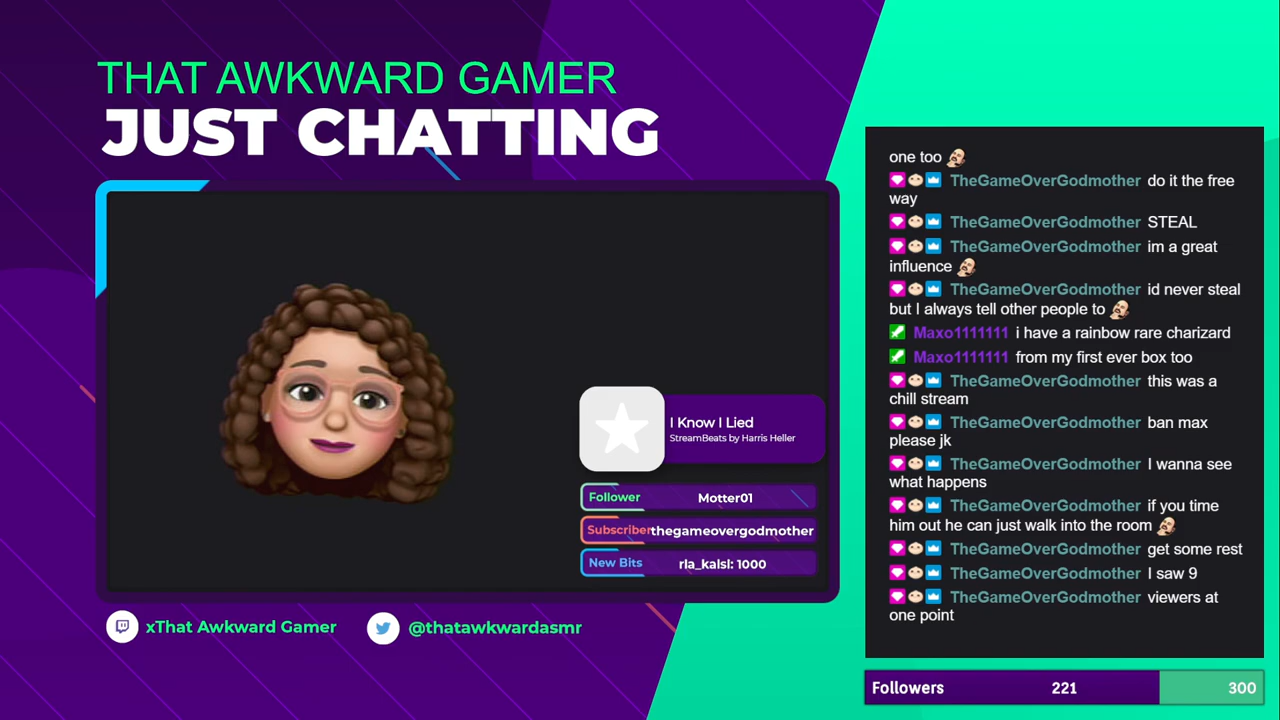 THAT AWKWARD GAMER
JUST CHATTING
I Know I Lied
StreamBeats by Harris Heller
Follower Motter01
Subscriber thegameovergodmother
New Bits rla_kalsl: 1000
xThat Awkward Gamer
@thatawkwardasmr
one too
TheGameOverGodmother do it the free
way
TheGameOverGodmother STEAL
TheGameOverGodmother im a great
influence
TheGameOverGodmother id never steal
but I always tell other people to
Maxo1111111 i have a rainbow rare charizard
Maxo1111111 from my first ever box too
TheGameOverGodmother this was a
chill stream
TheGameOverGodmother ban max
please jk
TheGameOverGodmother I wanna see
what happens
TheGameOverGodmother if you time
him out he can just walk into the room
TheGameOverGodmother get some rest
TheGameOverGodmother I saw 9
TheGameOverGodmother viewers at
one point
Followers 221 300